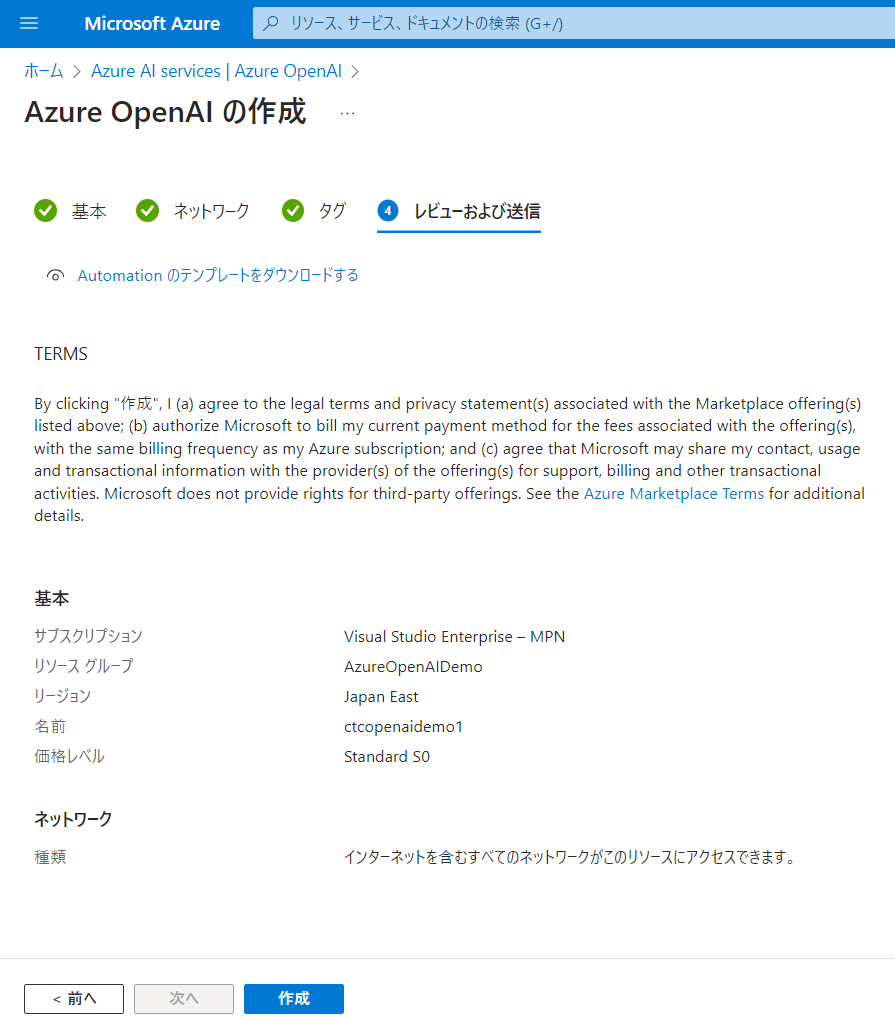 Microsoft Azure
リソース、サービス、ドキュメントの検索 (G+/)
ホーム > Azure AI services | Azure OpenAI >
Azure OpenAI の作成 ...
基本 ネットワーク タグ 4 レビューおよび送信
Automation のテンプレートをダウンロードする
TERMS
By clicking "作成", I (a) agree to the legal terms and privacy statement(s) associated with the Marketplace offering(s)
listed above; (b) authorize Microsoft to bill my current payment method for the fees associated with the offering(s),
with the same billing frequency as my Azure subscription; and (c) agree that Microsoft may share my contact, usage
and transactional information with the provider(s) of the offering(s) for support, billing and other transactional
activities. Microsoft does not provide rights for third-party offerings. See the Azure Marketplace Terms for additional
details.
基本
サブスクリプション Visual Studio Enterprise – MPN
リソース グループ AzureOpenAIDemo
リージョン Japan East
名前 ctcopenaidemo1
価格レベル Standard S0
ネットワーク
種類 インターネットを含むすべてのネットワークがこのリソースにアクセスできます。
< 前へ 次へ 作成